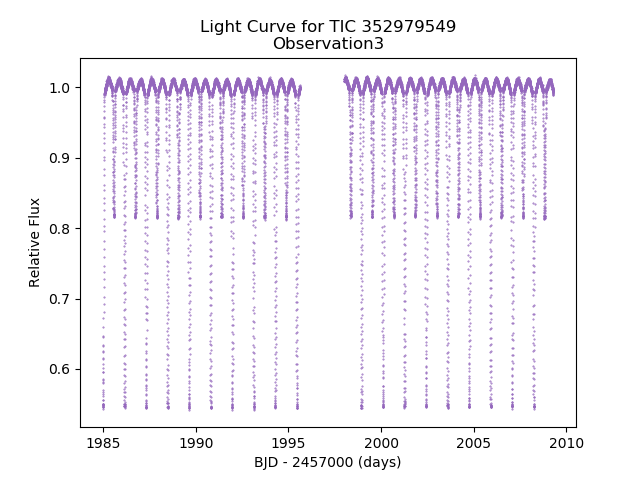 Light Curve for TIC 352979549
Observation3
1.0
0.9
0.8
0.7
0.6
Relative Flux
1985
1990
1995
2000
2005
2010
BJD - 2457000 (days)